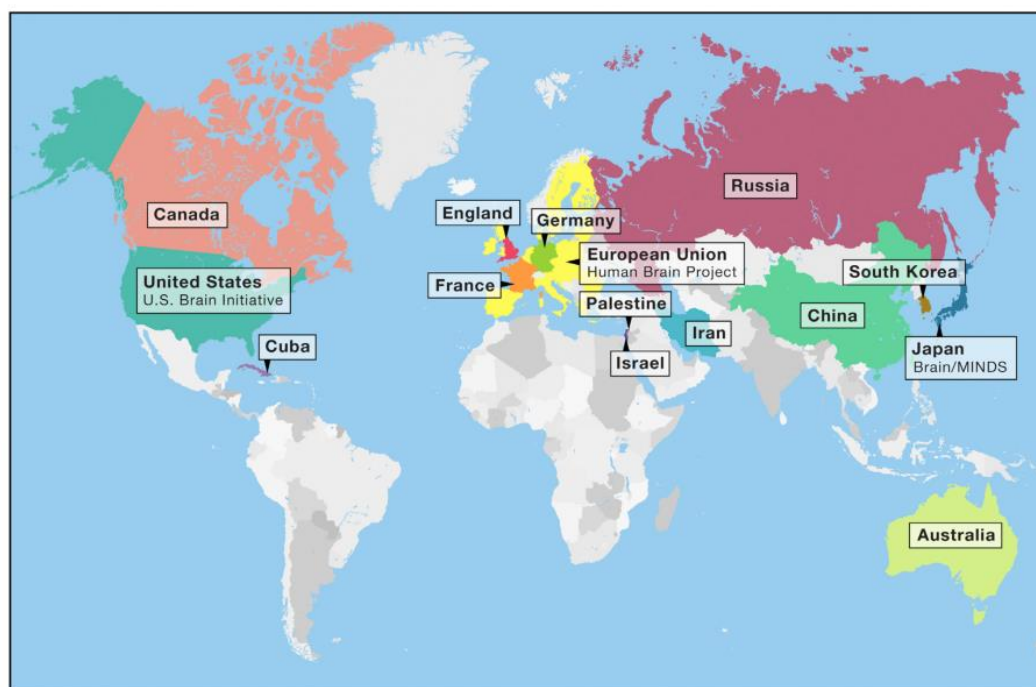 Russia
Canada
England
Germany
European Union
Human Brain Project
United States
U.S. Brain Initiative
South Korea
France
Palestine
China
Iran
Cuba
Israel
Japan
Brain/MINDS
Australia